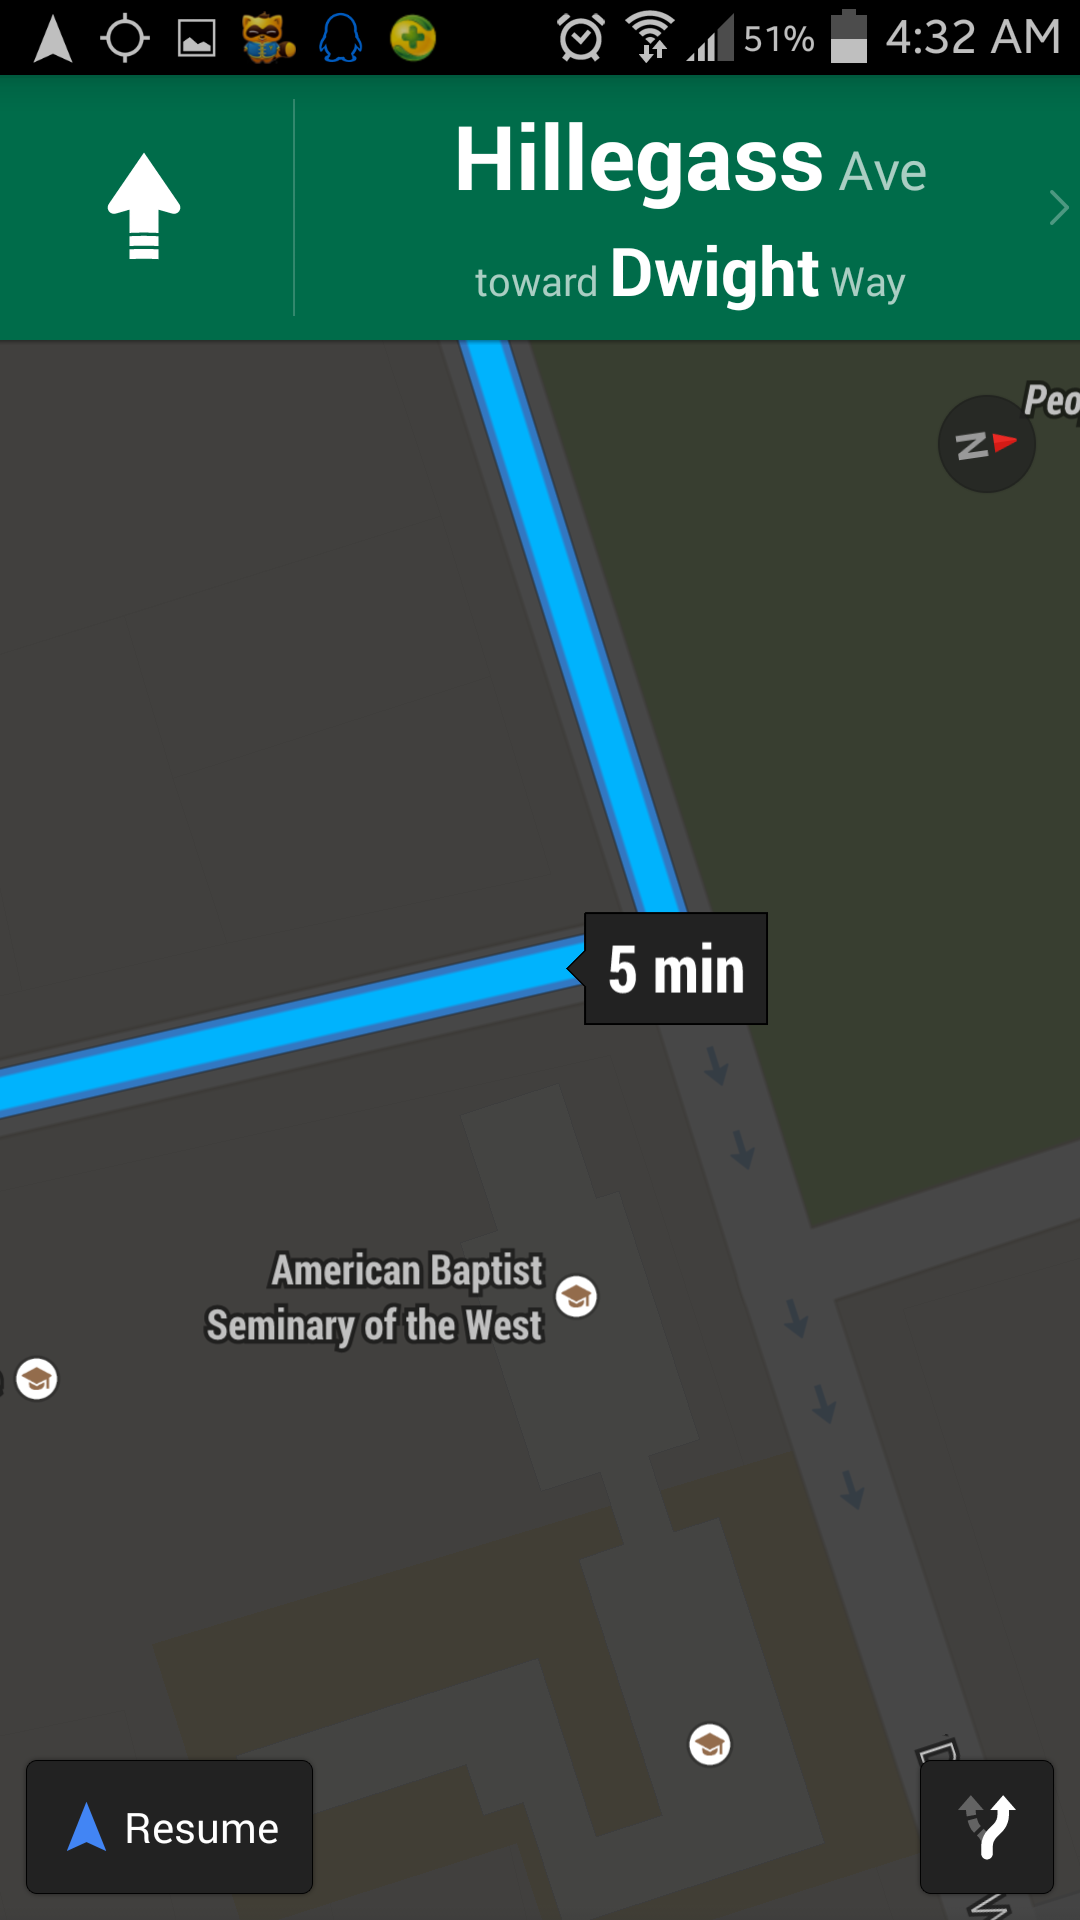 51% 4:32 AM
Hillegass Ave
toward Dwight Way
N
5 min
American Baptist
Seminary of the West
Resume